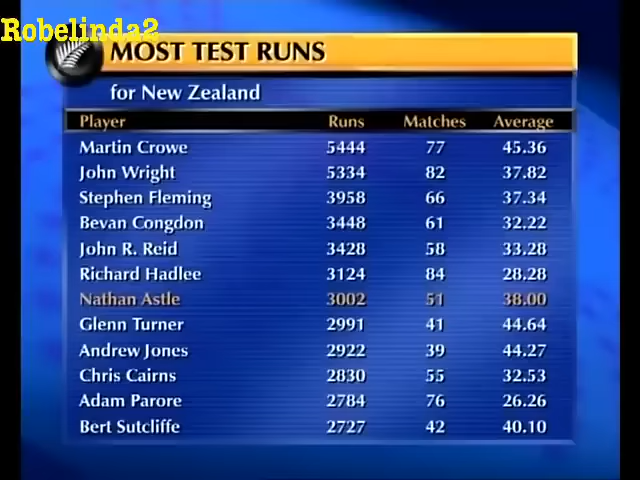 Robelinda2
MOST TEST RUNS
for New Zealand
Player Runs Matches Average
Martin Crowe 5444 77 45.36
John Wright 5334 82 37.82
Stephen Fleming 3958 66 37.34
Bevan Congdon 3448 61 32.22
John R. Reid 3428 58 33.28
Richard Hadlee 3124 84 28.28
Nathan Astle 3002 51 38.00
Glenn Turner 2991 41 44.64
Andrew Jones 2922 39 44.27
Chris Cairns 2830 55 32.53
Adam Parore 2784 76 26.26
Bert Sutcliffe 2727 42 40.10